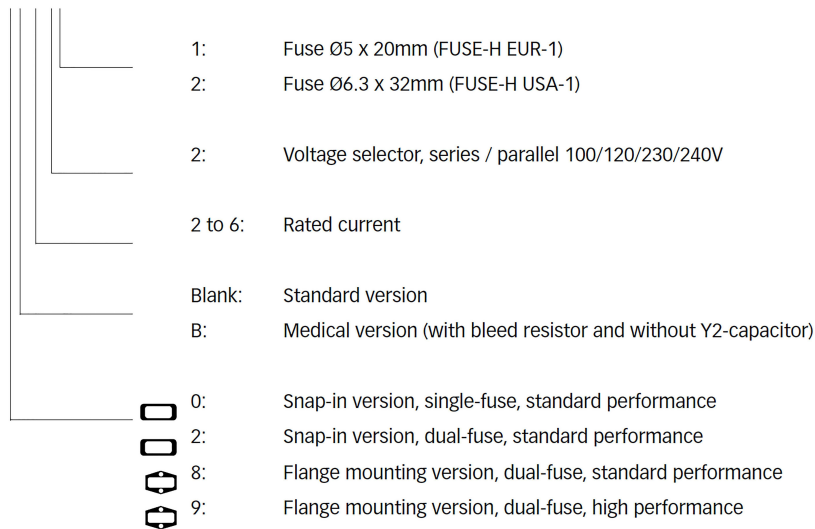 1: Fuse Ø5 x 20mm (FUSE-H EUR-1)
2: Fuse Ø6.3 x 32mm (FUSE-H USA-1)
2: Voltage selector, series / parallel 100/120/230/240V
2 to 6: Rated current
Blank: Standard version
B: Medical version (with bleed resistor and without Y2-capacitor)
0: Snap-in version, single-fuse, standard performance
2: Snap-in version, dual-fuse, standard performance
8: Flange mounting version, dual-fuse, standard performance
9: Flange mounting version, dual-fuse, high performance